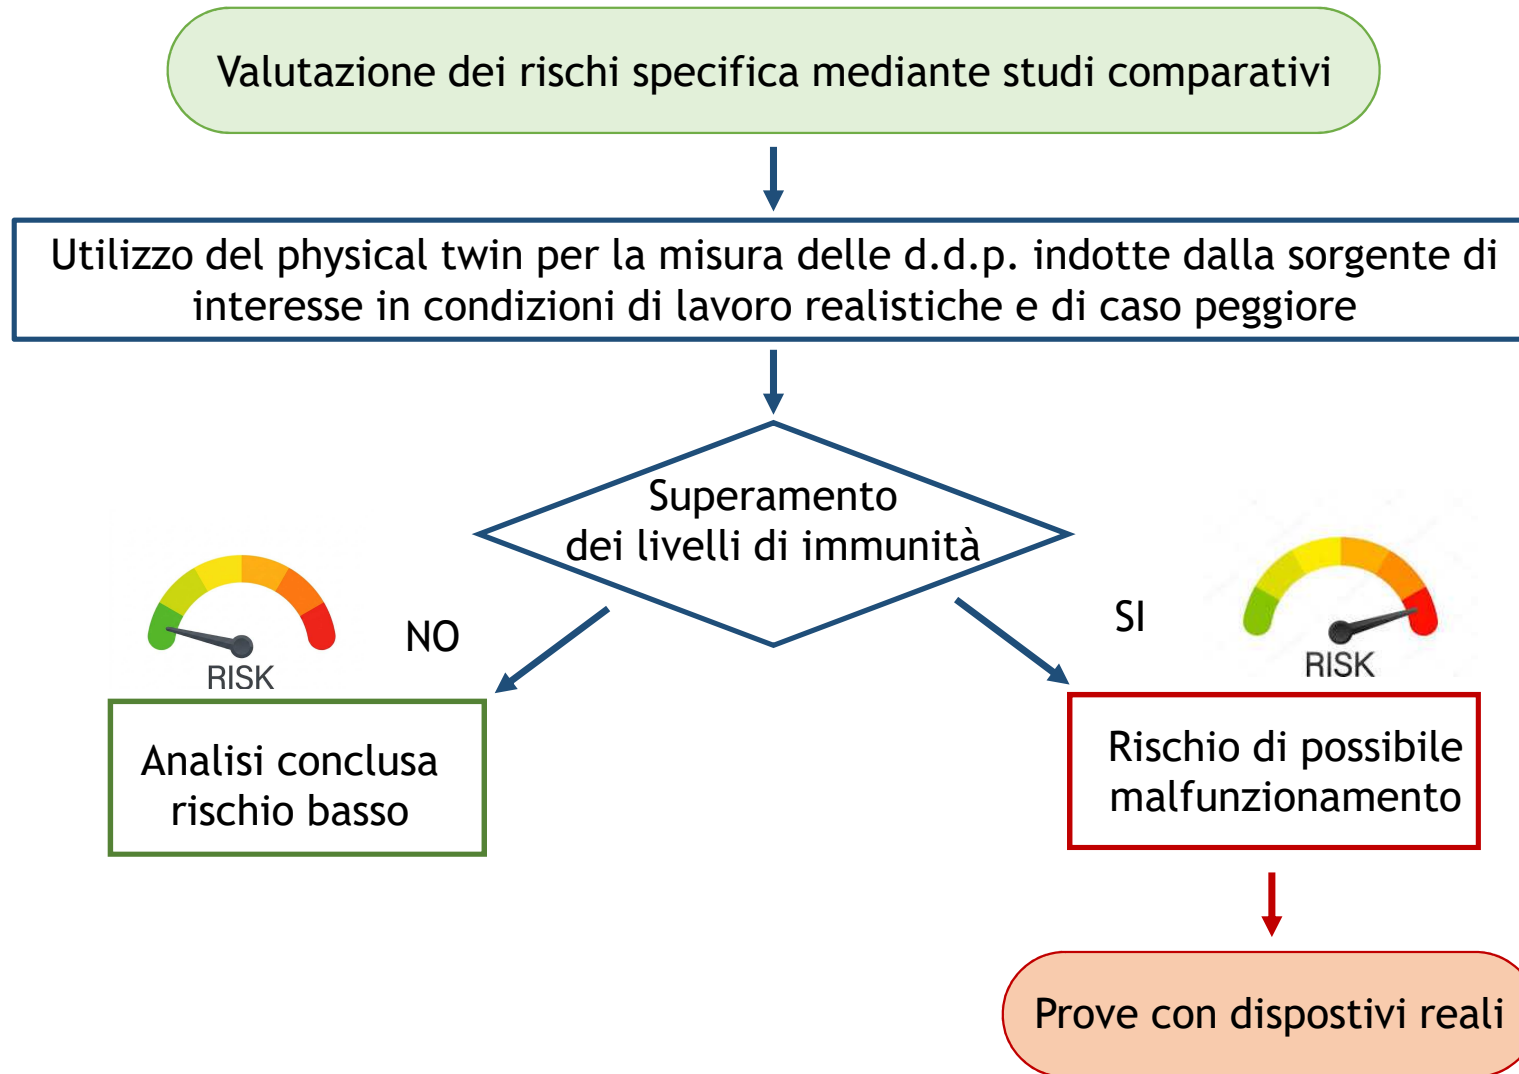 Valutazione dei rischi specifica mediante studi comparativi
Utilizzo del physical twin per la misura delle d.d.p. indotte dalla sorgente di
interesse in condizioni di lavoro realistiche e di caso peggiore
Superamento
dei livelli di immunità
NO
SI
RISK
RISK
Analisi conclusa
rischio basso
Rischio di possibile
malfunzionamento
Prove con dispostivi reali